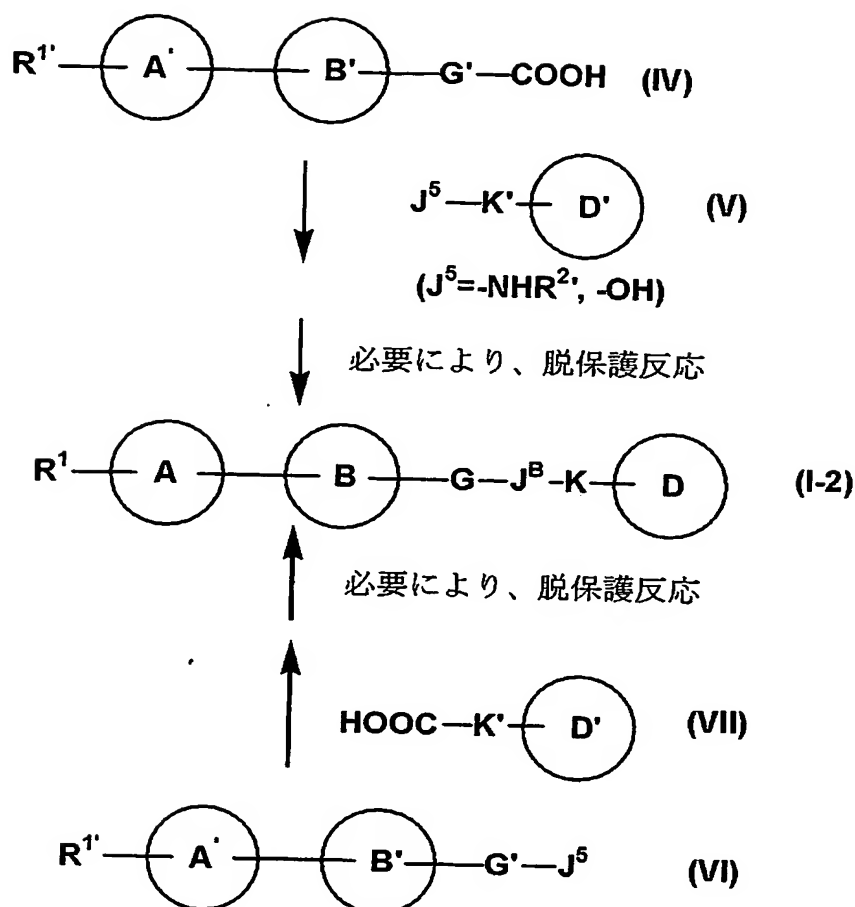 R1'—A'—B'—G'—COOH (IV)
J5—K'—D' (V)
(J5=-NHR2', -OH)
必要により、脱保護反応
R1—A—B—G—JB-K—D (I-2)
必要により、脱保護反応
HOOC—K'—D' (VII)
R1'—A'—B'—G'—J5 (VI)